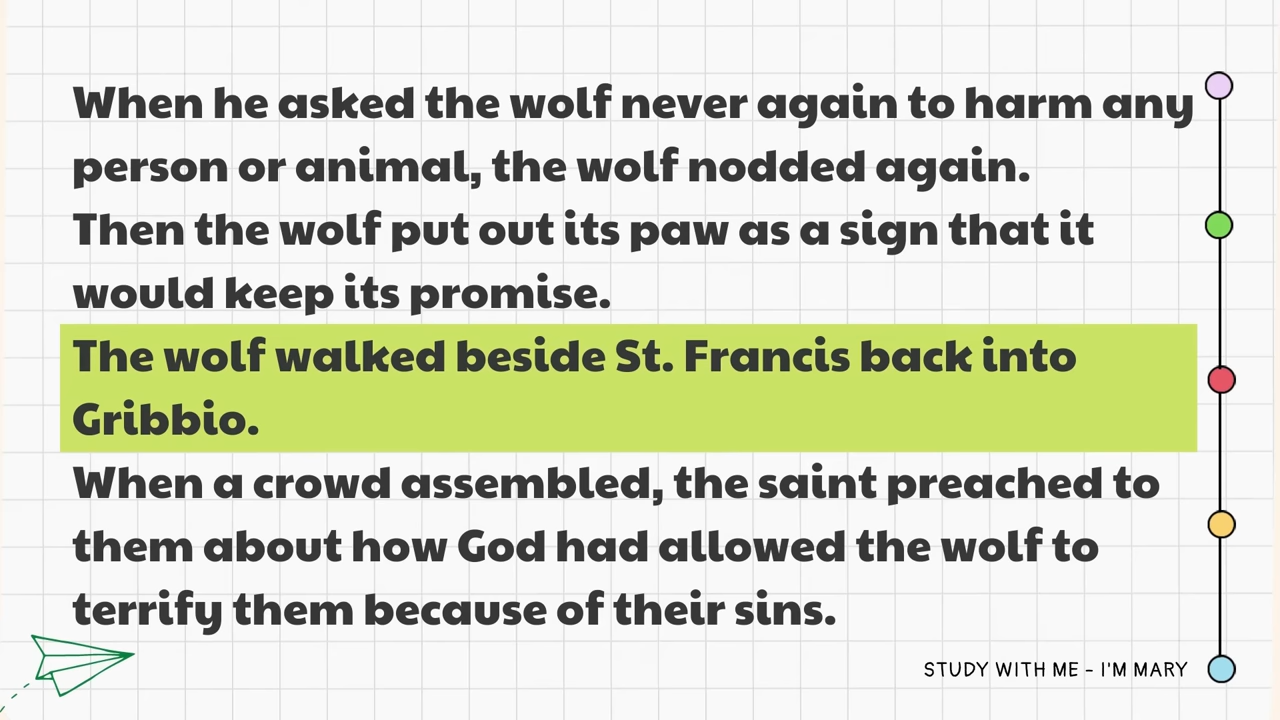 When he asked the wolf never again to harm any
person or animal, the wolf nodded again.
Then the wolf put out its paw as a sign that it
would keep its promise.
The wolf walked beside St. Francis back into
Gribbio.
When a crowd assembled, the saint preached to
them about how God had allowed the wolf to
terrify them because of their sins.
STUDY WITH ME - I'M MARY